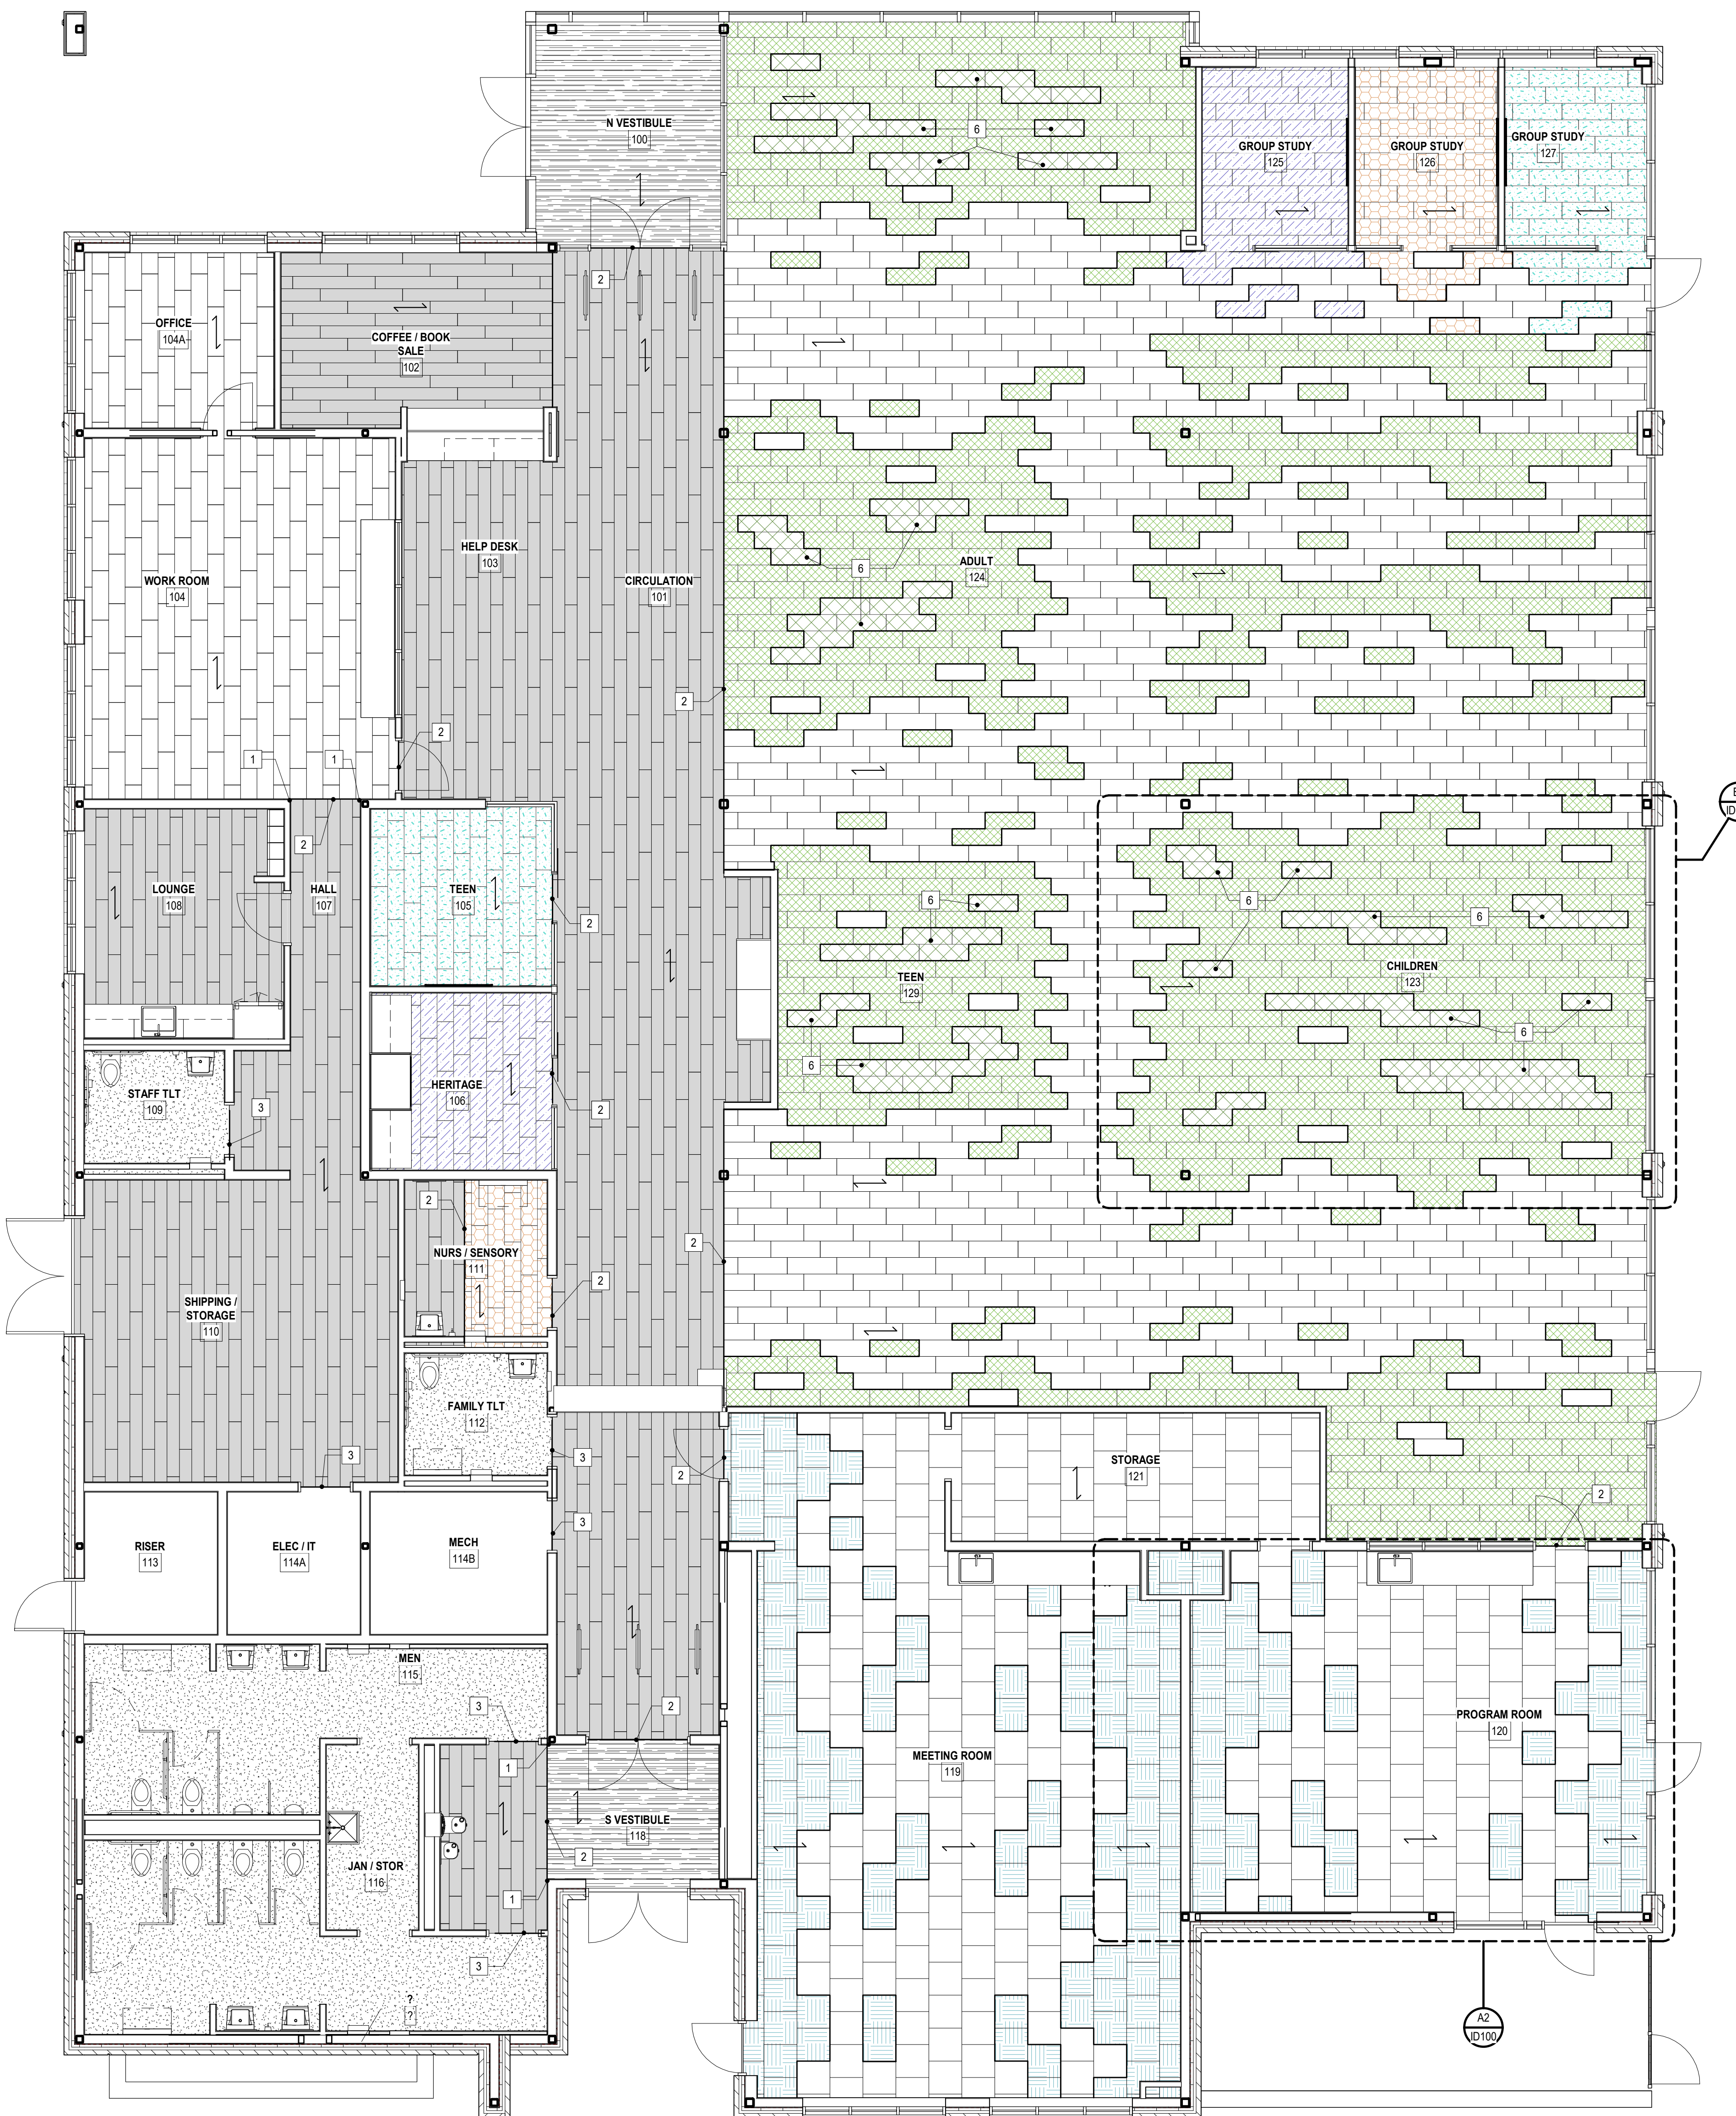 N VESTIBULE
100
6
GROUP STUDY
125
GROUP STUDY
126
GROUP STUDY
127
2
OFFICE
104A
COFFEE / BOOK
SALE
102
HELP DESK
103
WORK ROOM
104
CIRCULATION
101
6
ADULT
124
2
2
1
1
2
LOUNGE
108
HALL
107
TEEN
105
2
6
TEEN
129
6
6
6
CHILDREN
123
6
6
STAFF TLT
109
3
HERITAGE
106
2
2
NURS / SENSORY
111
2
2
SHIPPING /
STORAGE
110
FAMILY TLT
112
3
3
2
STORAGE
121
2
3
RISER
113
ELEC / IT
114A
MECH
114B
MEN
115
3
2
1
MEETING ROOM
119
PROGRAM ROOM
120
S VESTIBULE
118
2
JAN / STOR
116
1
3
?
?
A2
ID100